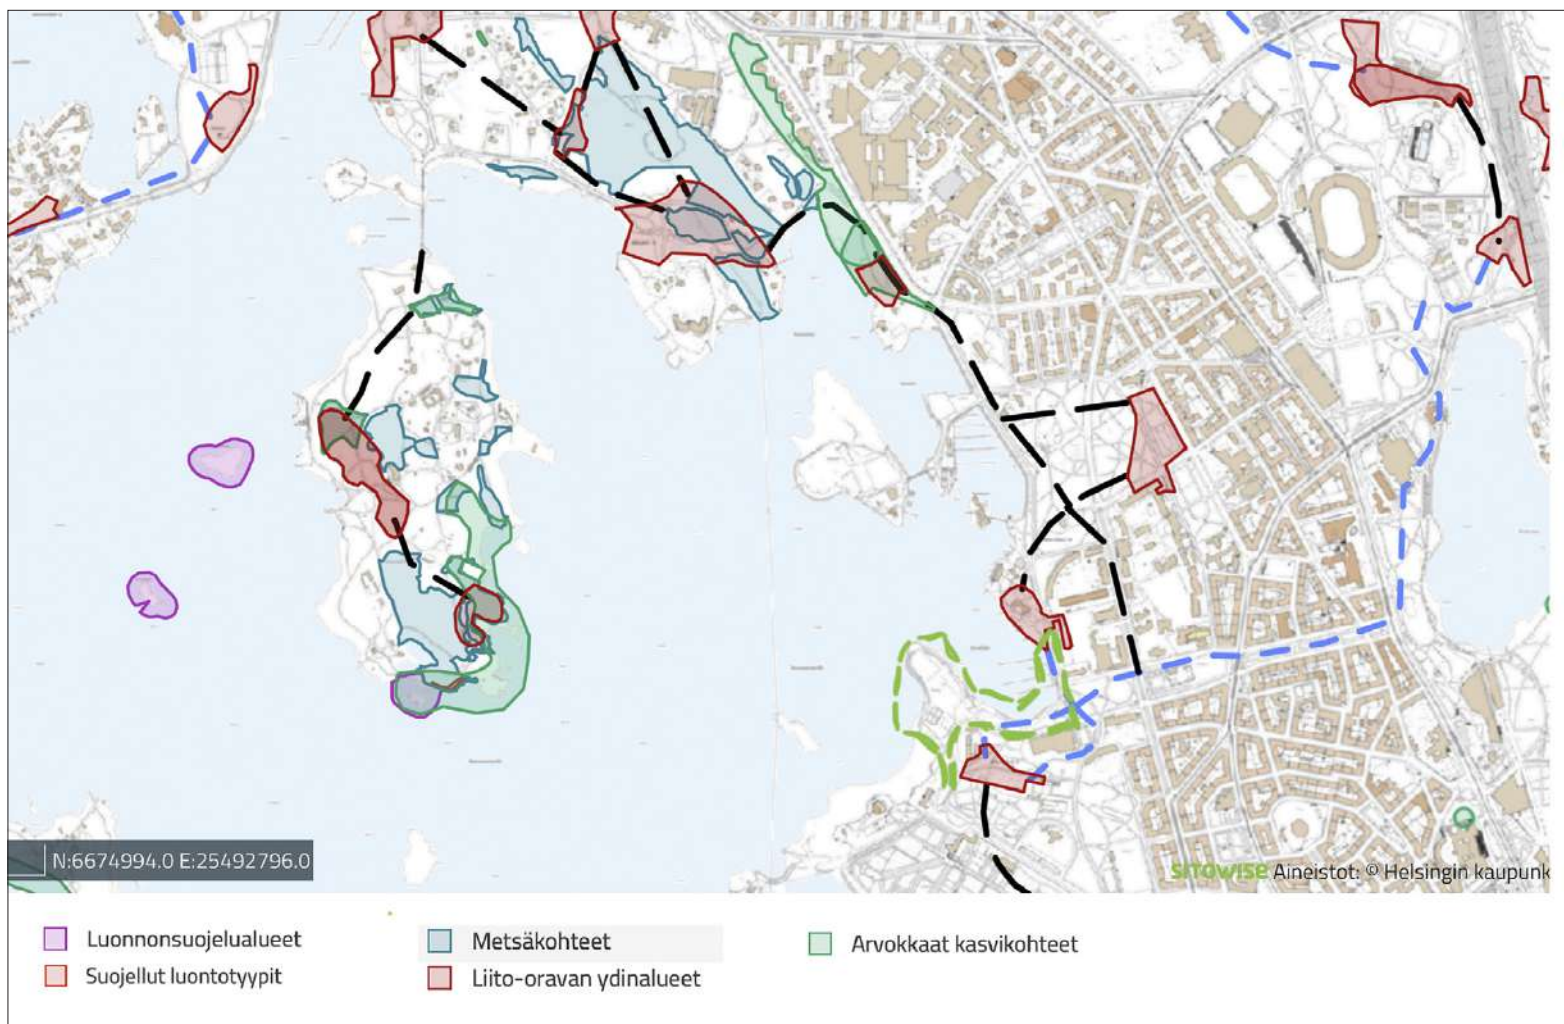 N:6674994.0 E:25492796.0
SITOWISE Aineistot: © Helsingin kaupunk
Luonnonsuojelualueet
Metsäkohteet
Arvokkaat kasvikohteet
Suojellut luontotyypit
Liito-oravan ydinalueet